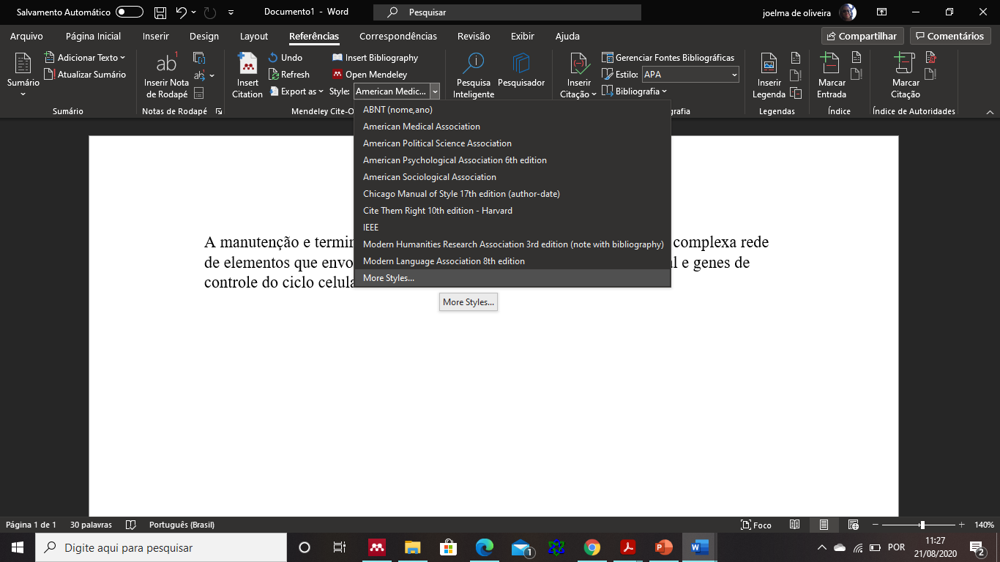 Salvamento Automático
Documento1 - Word
Pesquisar
joelma de oliveira
Arquivo Página Inicial Inserir Design Layout Referências Correspondências Revisão Exibir Ajuda
Compartilhar Comentários
Sumário
Adicionar Texto
Atualizar Sumário
Sumário
ab
Inserir Nota
de Rodapé
ab
Notas de Rodapé
Insert
Citation
Undo
Refresh
Export as
Insert Bibliography
Open Mendeley
Style: American Medic...
Mendeley Cite-O
Pesquisa
Inteligente
Pesquisador
Inserir
Citação
Gerenciar Fontes Bibliográficas
Estilo: APA
Bibliografia
grafia
Inserir
Legenda
Legendas
Marcar
Entrada
Índice
Marcar
Citação
Índice de Autoridades
ABNT (nome,ano)
American Medical Association
American Political Science Association
American Psychological Association 6th edition
American Sociological Association
Chicago Manual of Style 17th edition (author-date)
Cite Them Right 10th edition - Harvard
IEEE
Modern Humanities Research Association 3rd edition (note with bibliography)
Modern Language Association 8th edition
More Styles...
More Styles...
A manutenção e termin complexa rede
de elementos que envo l e genes de
controle do ciclo celula
Página 1 de 1 30 palavras Português (Brasil)
Foco
140%
Digite aqui para pesquisar
1
POR
11:27
21/08/2020
2